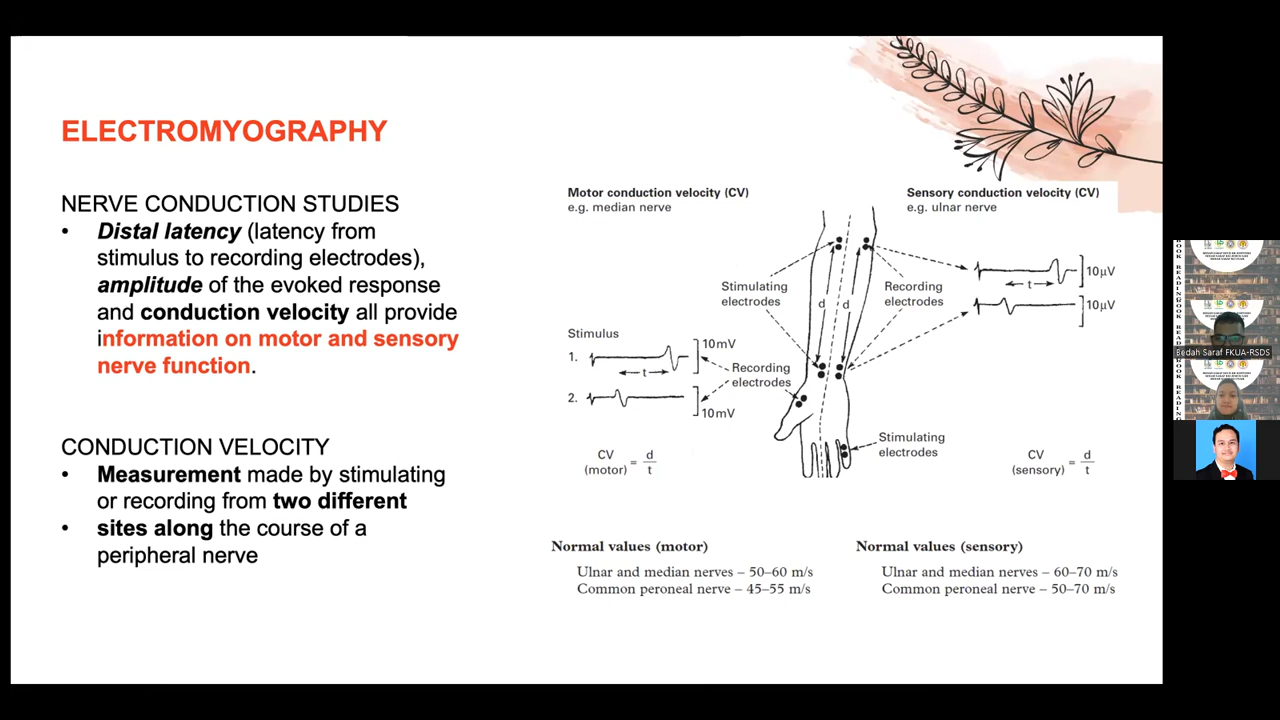 ELECTROMYOGRAPHY
NERVE CONDUCTION STUDIES
• Distal latency (latency from
stimulus to recording electrodes),
amplitude of the evoked response
and conduction velocity all provide
information on motor and sensory
nerve function.
CONDUCTION VELOCITY
• Measurement made by stimulating
or recording from two different
• sites along the course of a
peripheral nerve
Motor conduction velocity (CV)
e.g. median nerve
Sensory conduction velocity (CV)
e.g. ulnar nerve
Stimulating
electrodes
d
d
Recording
electrodes
t
10μV
10μV
Stimulus
1.
t
10mV
2.
10mV
Recording
electrodes
Stimulating
electrodes
CV
(motor) = d
t
CV
(sensory) = d
t
Normal values (motor)
Ulnar and median nerves – 50–60 m/s
Common peroneal nerve – 45–55 m/s
Normal values (sensory)
Ulnar and median nerves – 60–70 m/s
Common peroneal nerve – 50–70 m/s
BOOK READING
Bedah Saraf FKUA-RSDS